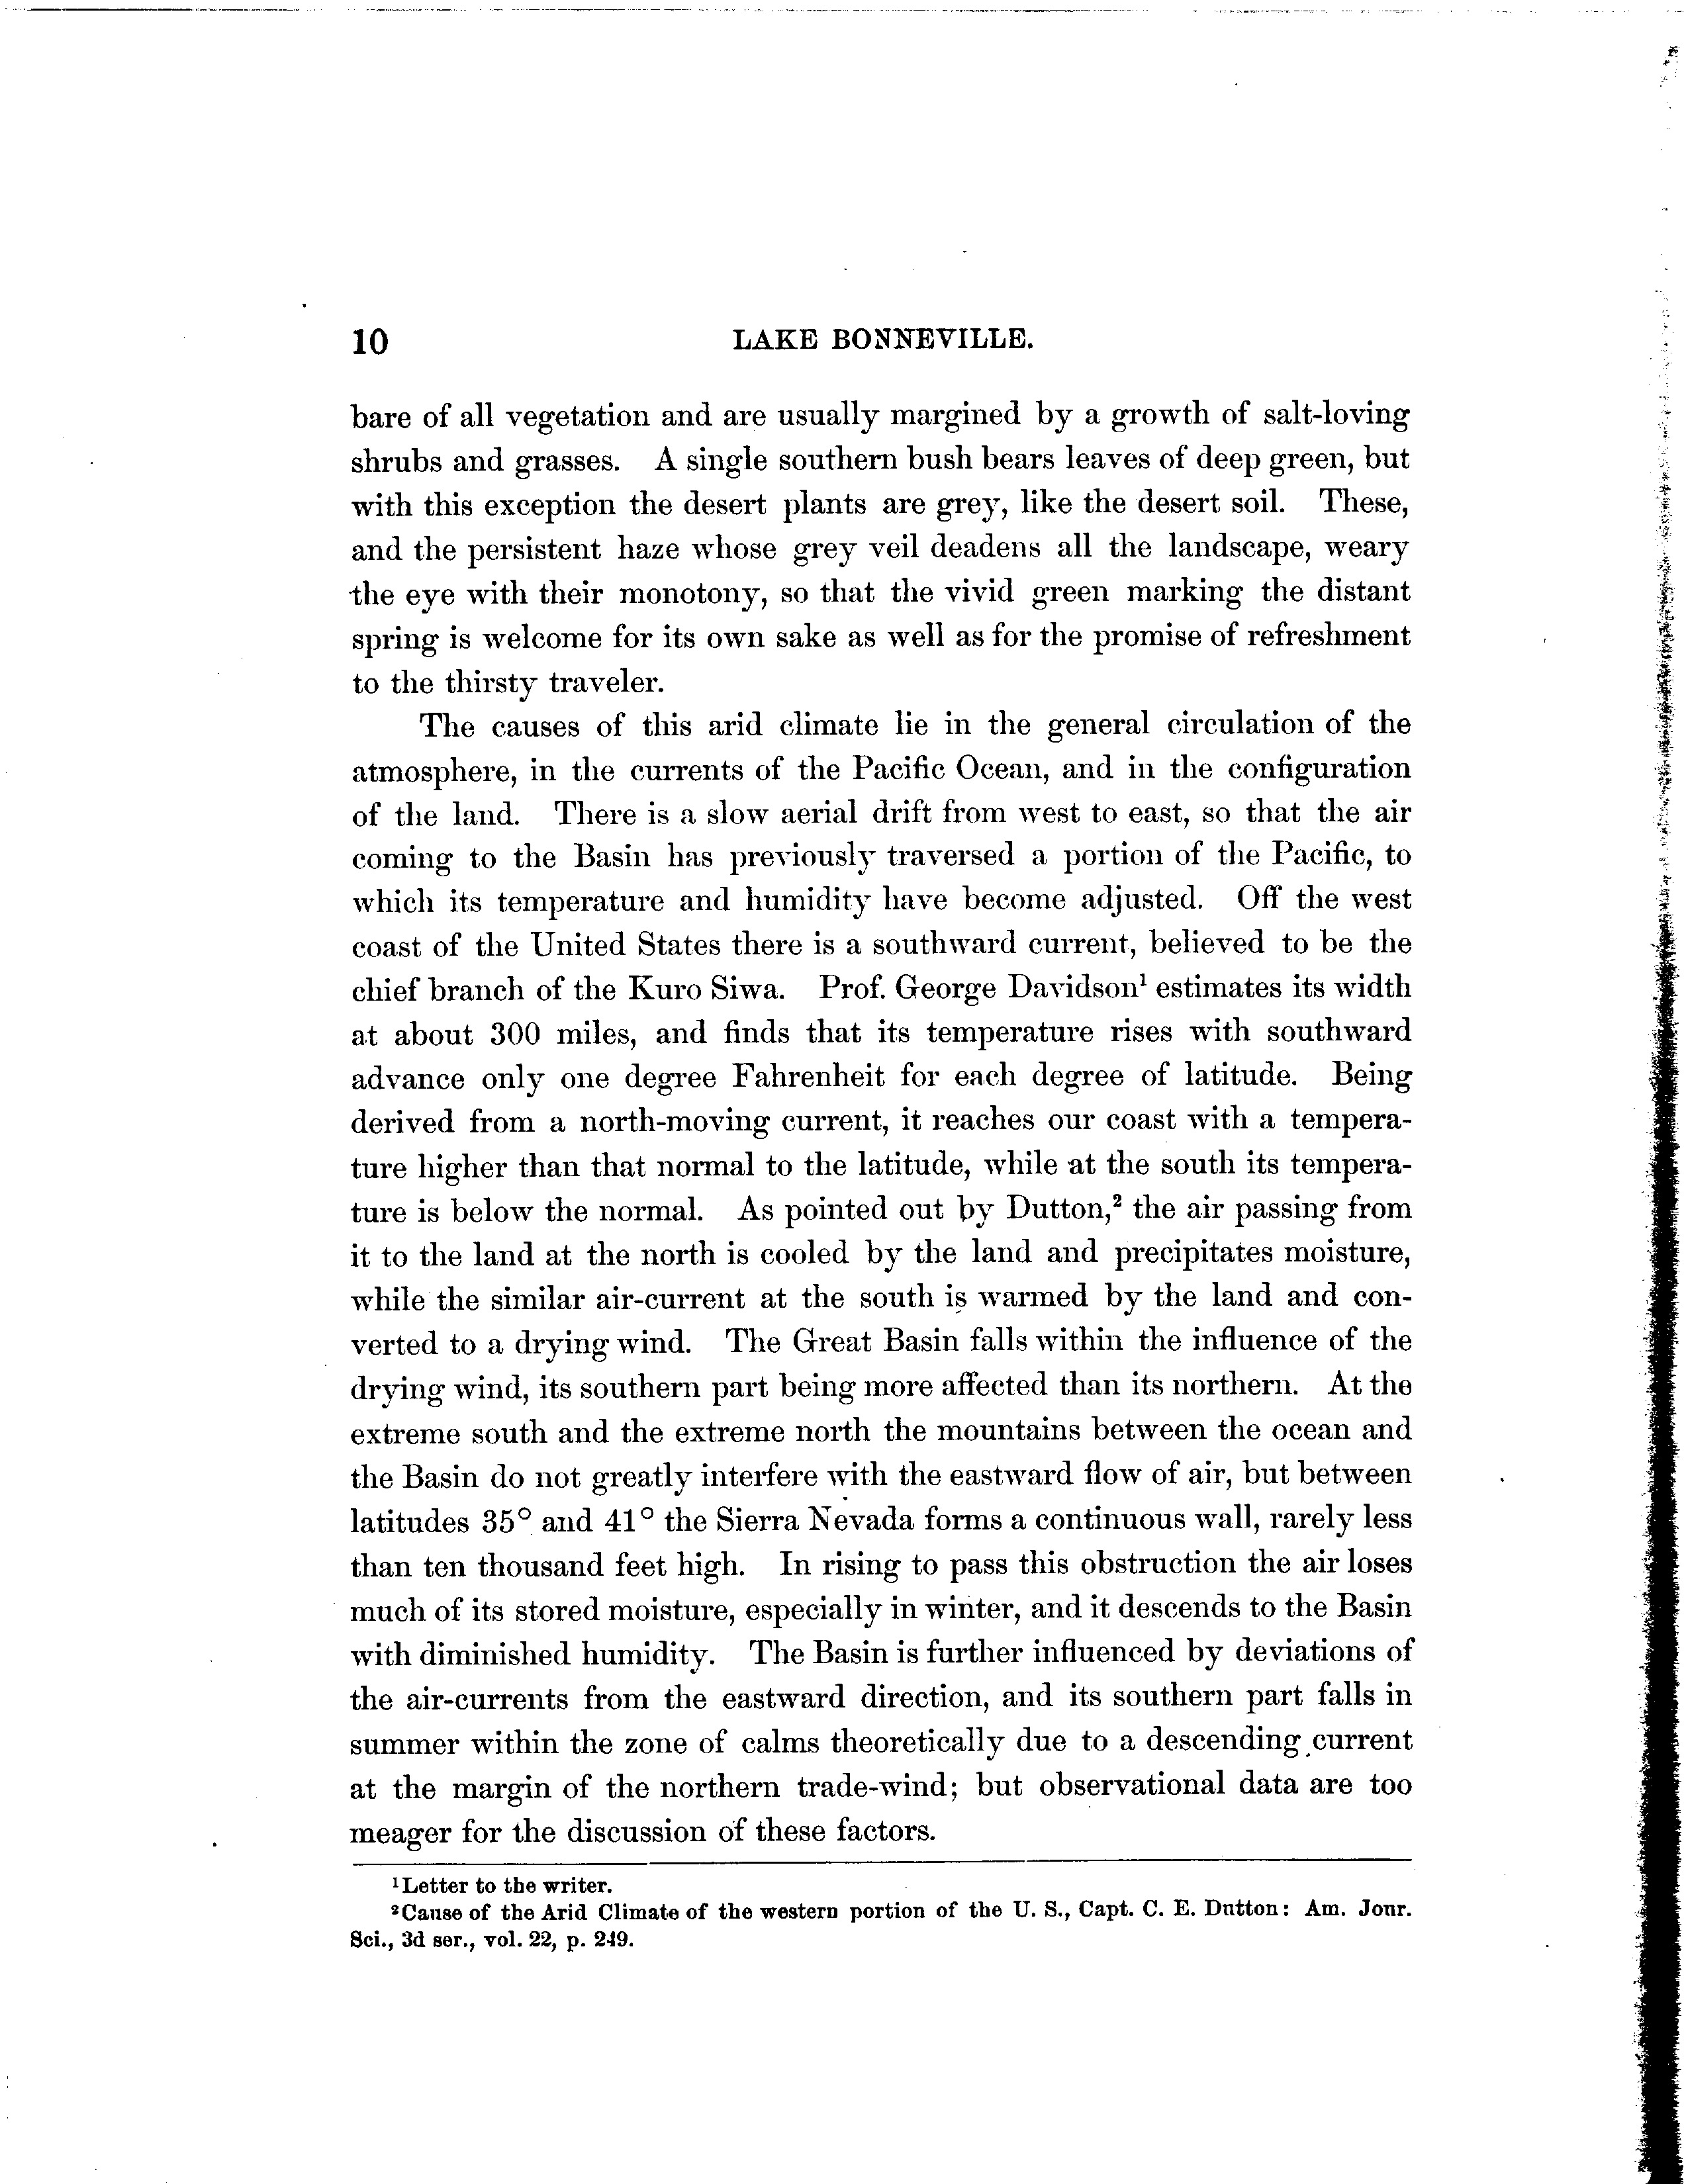 10 LAKE BONNEVILLE.
bare of all vegetation and are usually margined by a growth of salt-loving
shrubs and grasses. A single southern bush bears leaves of deep green, but
with this exception the desert plants are grey, like the desert soil. These,
and the persistent haze whose grey veil deadens all the landscape, weary
the eye with their monotony, so that the vivid green marking the distant
spring is welcome for its own sake as well as for the promise of refreshment
to the thirsty traveler.
The causes of this arid climate lie in the general circulation of the
atmosphere, in the currents of the Pacific Ocean, and in the configuration
of the land. There is a slow aerial drift from west to east, so that the air
coming to the Basin has previously traversed a portion of the Pacific, to
which its temperature and humidity have become adjusted. Off the west
coast of the United States there is a southward current, believed to be the
chief branch of the Kuro Siwa. Prof. George Davidson¹ estimates its width
at about 300 miles, and finds that its temperature rises with southward
advance only one degree Fahrenheit for each degree of latitude. Being
derived from a north-moving current, it reaches our coast with a tempera-
ture higher than that normal to the latitude, while at the south its tempera-
ture is below the normal. As pointed out by Dutton,² the air passing from
it to the land at the north is cooled by the land and precipitates moisture,
while the similar air-current at the south is warmed by the land and con-
verted to a drying wind. The Great Basin falls within the influence of the
drying wind, its southern part being more affected than its northern. At the
extreme south and the extreme north the mountains between the ocean and
the Basin do not greatly interfere with the eastward flow of air, but between
latitudes 35° and 41° the Sierra Nevada forms a continuous wall, rarely less
than ten thousand feet high. In rising to pass this obstruction the air loses
much of its stored moisture, especially in winter, and it descends to the Basin
with diminished humidity. The Basin is further influenced by deviations of
the air-currents from the eastward direction, and its southern part falls in
summer within the zone of calms theoretically due to a descending current
at the margin of the northern trade-wind; but observational data are too
meager for the discussion of these factors.
¹Letter to the writer.
²Cause of the Arid Climate of the western portion of the U. S., Capt. C. E. Dutton: Am. Jour.
Sci., 3d ser., vol. 22, p. 249.